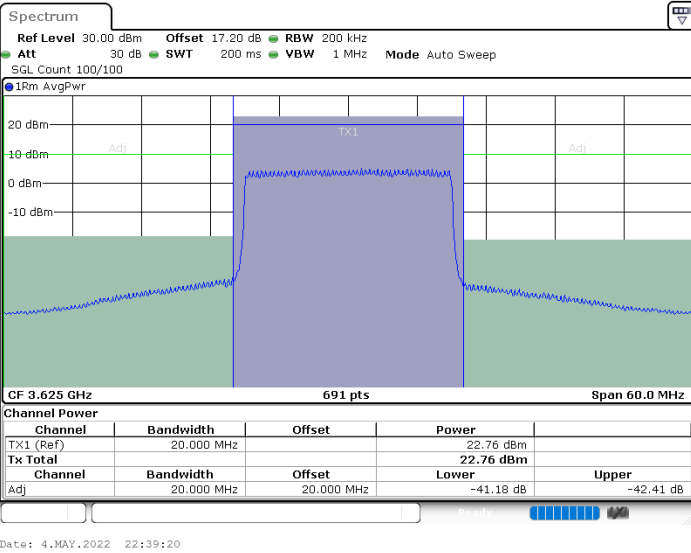 Spectrum
Ref Level 30.00 dBm Offset 17.20 dB RBW 200 kHz
Att 30 dB SWT 200 ms VBW 1 MHz Mode Auto Sweep
SGL Count 100/100
1Rm AvgPwr
20 dBm
TX1
Adj
Adj
10 dBm
0 dBm
-10 dBm
CF 3.625 GHz 691 pts Span 60.0 MHz
Channel Power
Channel Bandwidth Offset Power
TX1 (Ref) 20.000 MHz 22.76 dBm
Tx Total 22.76 dBm
Channel Bandwidth Offset Lower Upper
Adj 20.000 MHz 20.000 MHz -41.18 dB -42.41 dB
Ready
Date: 4.MAY.2022 22:39:20